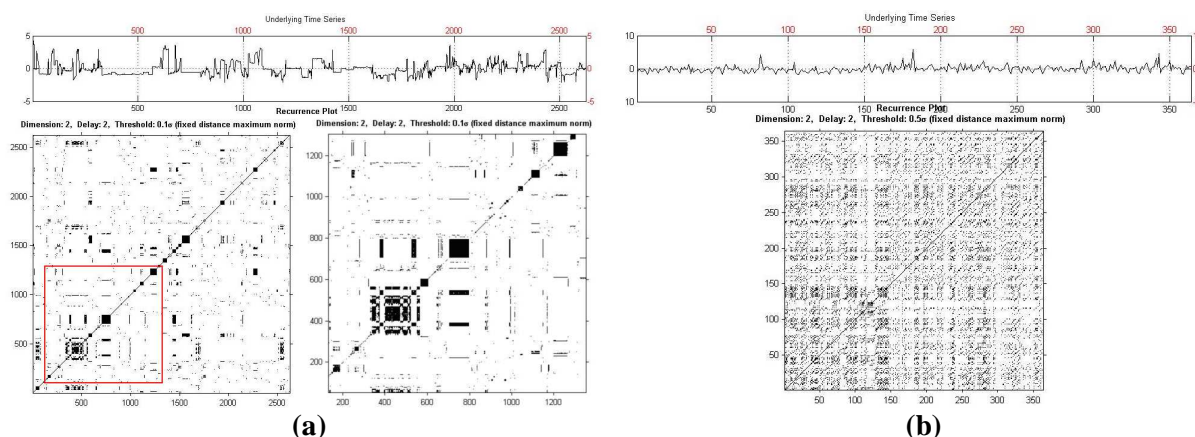 Underlying Time Series
500 1000 1500 2000 2500
5 5
0 0
-5 -5
500 1000 1500 2000 2500
Recurrence Plot
Dimension: 2, Delay: 2, Threshold: 0.1σ (fixed distance maximum norm)
2500
2000
1500
1000
500
500 1000 1500 2000 2500
Dimension: 2, Delay: 2, Threshold: 0.1σ (fixed distance maximum norm)
1200
1000
800
600
400
200
200 400 600 800 1000 1200
(a)
Underlying Time Series
50 100 150 200 250 300 350
10
0
10
50 100 150 200 250 300 350
Recurrence Plot
Dimension: 2, Delay: 2, Threshold: 0.5σ (fixed distance maximum norm)
350
300
250
200
150
100
50
50 100 150 200 250 300 350
(b)